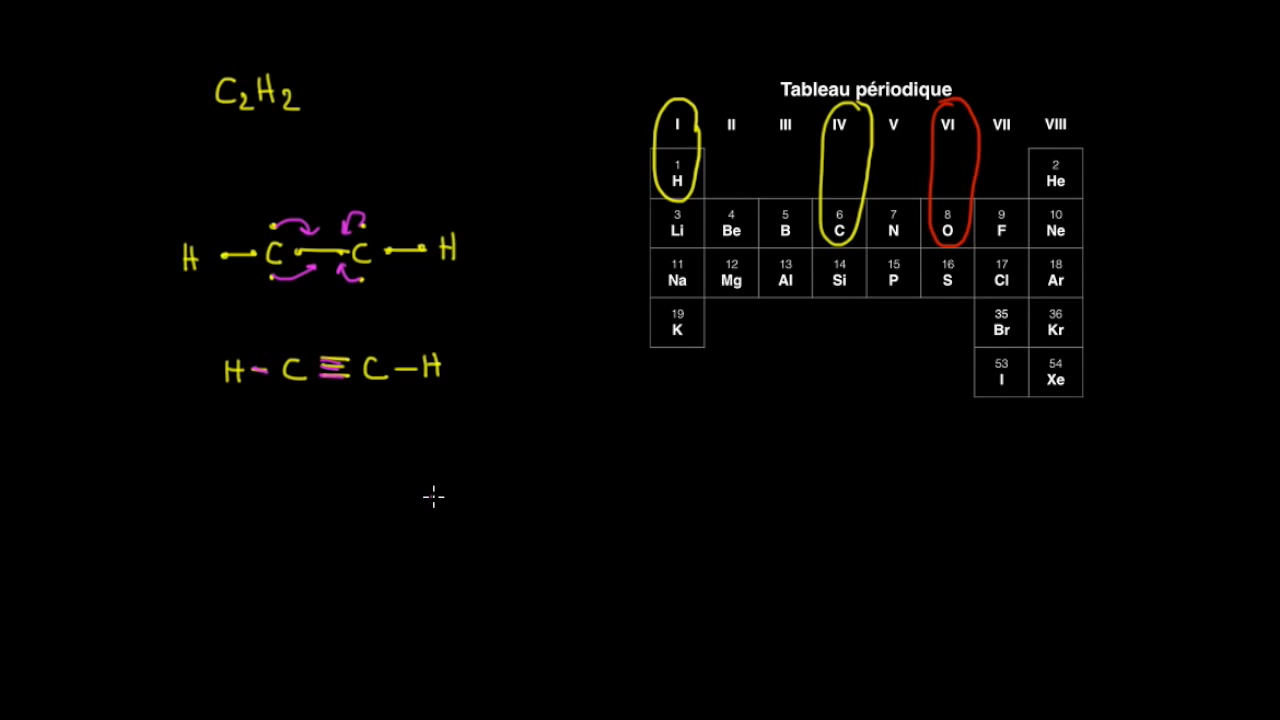 C₂H₂
H — C — C — H
H - C ≡ C — H
Tableau périodique
I II III IV V VI VII VIII
1 2
H He
3 4 5 6 7 8 9 10
Li Be B C N O F Ne
11 12 13 14 15 16 17 18
Na Mg Al Si P S Cl Ar
19 35 36
K Br Kr
53 54
I Xe